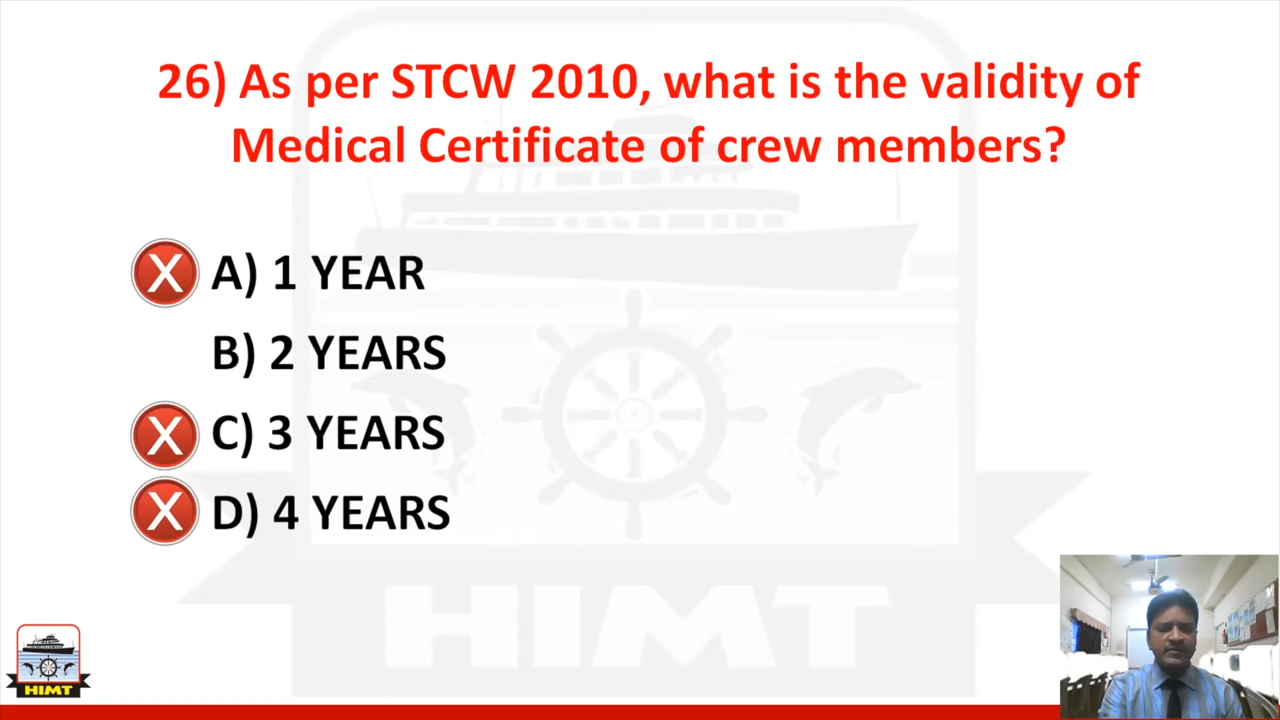 26) As per STCW 2010, what is the validity of
Medical Certificate of crew members?
X A) 1 YEAR
B) 2 YEARS
X C) 3 YEARS
X D) 4 YEARS
HIMT
HIMT